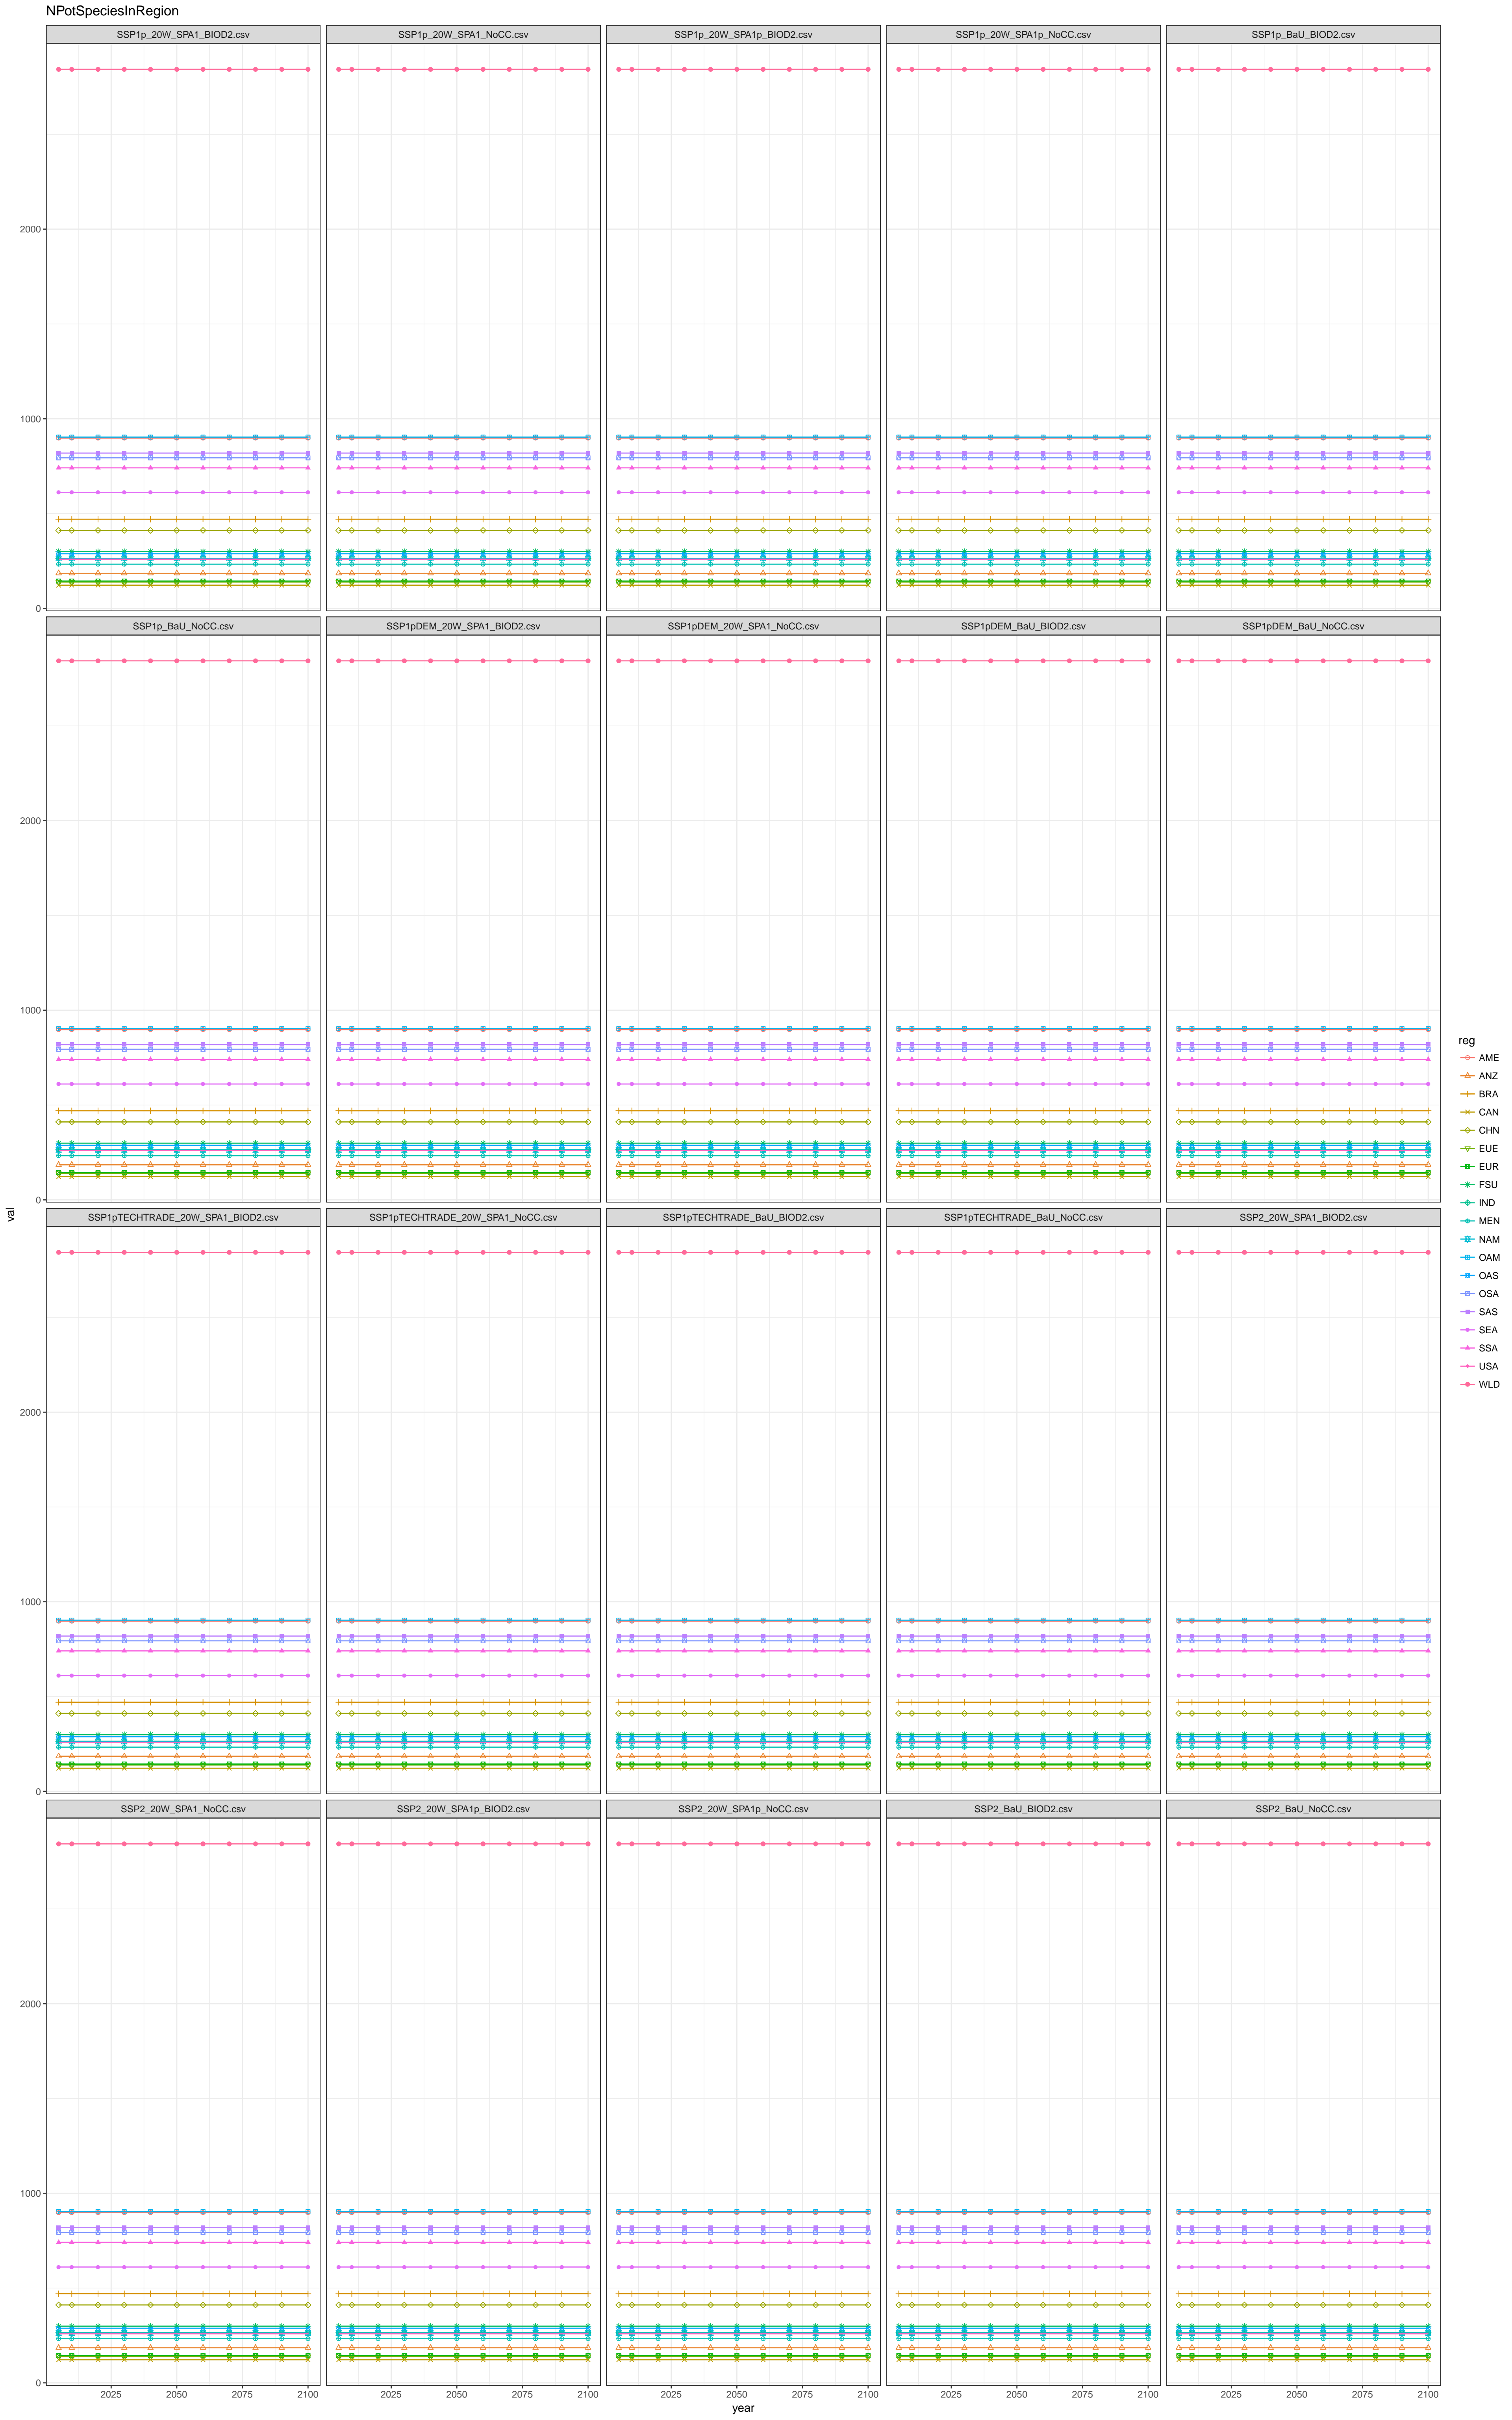 NPotSpeciesInRegion
SSP1p_20W_SPA1_BIOD2.csv
SSP1p_20W_SPA1_NoCC.csv
SSP1p_20W_SPA1p_BIOD2.csv
SSP1p_20W_SPA1p_NoCC.csv
SSP1p_BaU_BIOD2.csv
2000
1000
0
SSP1p_BaU_NoCC.csv
SSP1pDEM_20W_SPA1_BIOD2.csv
SSP1pDEM_20W_SPA1_NoCC.csv
SSP1pDEM_BaU_BIOD2.csv
SSP1pDEM_BaU_NoCC.csv
2000
1000
0
SSP1pTECHTRADE_20W_SPA1_BIOD2.csv
SSP1pTECHTRADE_20W_SPA1_NoCC.csv
SSP1pTECHTRADE_BaU_BIOD2.csv
SSP1pTECHTRADE_BaU_NoCC.csv
SSP2_20W_SPA1_BIOD2.csv
2000
1000
0
SSP2_20W_SPA1_NoCC.csv
SSP2_20W_SPA1p_BIOD2.csv
SSP2_20W_SPA1p_NoCC.csv
SSP2_BaU_BIOD2.csv
SSP2_BaU_NoCC.csv
2000
1000
0
2025 2050 2075 2100
2025 2050 2075 2100
2025 2050 2075 2100
2025 2050 2075 2100
2025 2050 2075 2100
year
val
reg
AME
ANZ
BRA
CAN
CHN
EUE
EUR
FSU
IND
MEN
NAM
OAM
OAS
OSA
SAS
SEA
SSA
USA
WLD